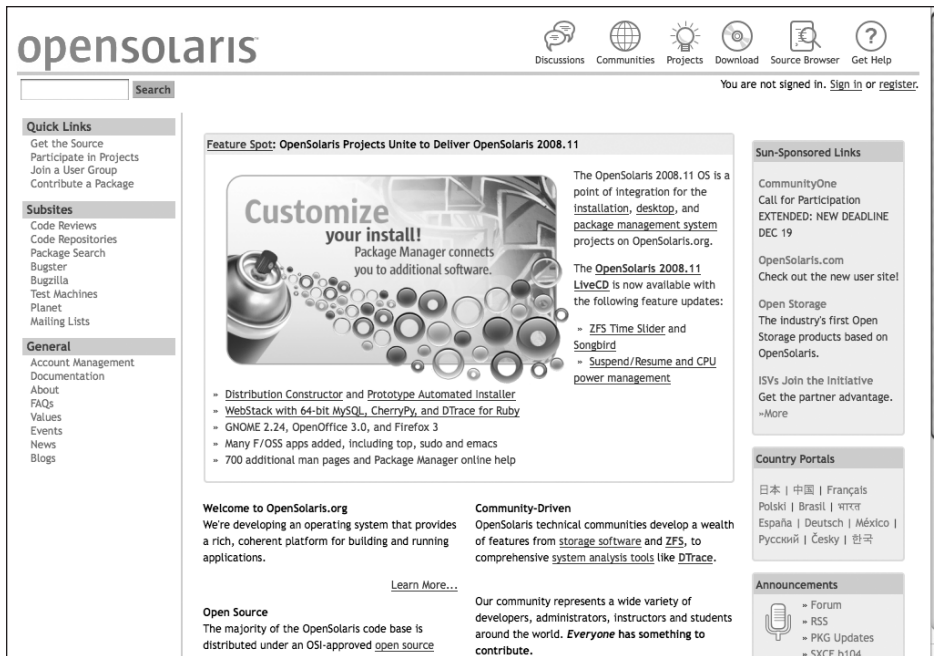 opensolaris
Discussions
Communities
Projects
Download
Source Browser
Get Help
Search
You are not signed in. Sign in or register.
Quick Links
Get the Source
Participate in Projects
Join a User Group
Contribute a Package
Subsites
Code Reviews
Code Repositories
Package Search
Bugster
Bugzilla
Test Machines
Planet
Mailing Lists
General
Account Management
Documentation
About
FAQs
Values
Events
News
Blogs
Feature Spot: OpenSolaris Projects Unite to Deliver OpenSolaris 2008.11
Customize
your install!
Package Manager connects
you to additional software.
The OpenSolaris 2008.11 OS is a
point of integration for the
installation, desktop, and
package management system
projects on OpenSolaris.org.
The OpenSolaris 2008.11
LiveCD is now available with
the following feature updates:
» ZFS Time Slider and
Songbird
» Suspend/Resume and CPU
power management
» Distribution Constructor and Prototype Automated Installer
» WebStack with 64-bit MySQL, CherryPy, and DTrace for Ruby
» GNOME 2.24, OpenOffice 3.0, and Firefox 3
» Many F/OSS apps added, including top, sudo and emacs
» 700 additional man pages and Package Manager online help
Welcome to OpenSolaris.org
We're developing an operating system that provides
a rich, coherent platform for building and running
applications.
Learn More...
Open Source
The majority of the OpenSolaris code base is
distributed under an OSI-approved open source
Community-Driven
OpenSolaris technical communities develop a wealth
of features from storage software and ZFS, to
comprehensive system analysis tools like DTrace.
Our community represents a wide variety of
developers, administrators, instructors and students
around the world. Everyone has something to
contribute.
Sun-Sponsored Links
CommunityOne
Call for Participation
EXTENDED: NEW DEADLINE
DEC 19
OpenSolaris.com
Check out the new user site!
Open Storage
The industry's first Open
Storage products based on
OpenSolaris.
ISVs Join the Initiative
Get the partner advantage.
»More
Country Portals
日本 | 中国 | Français
Polski | Brasil | भारत
España | Deutsch | México |
Русский | Česky | 한국
Announcements
» Forum
» RSS
» PKG Updates
» SXCE b104